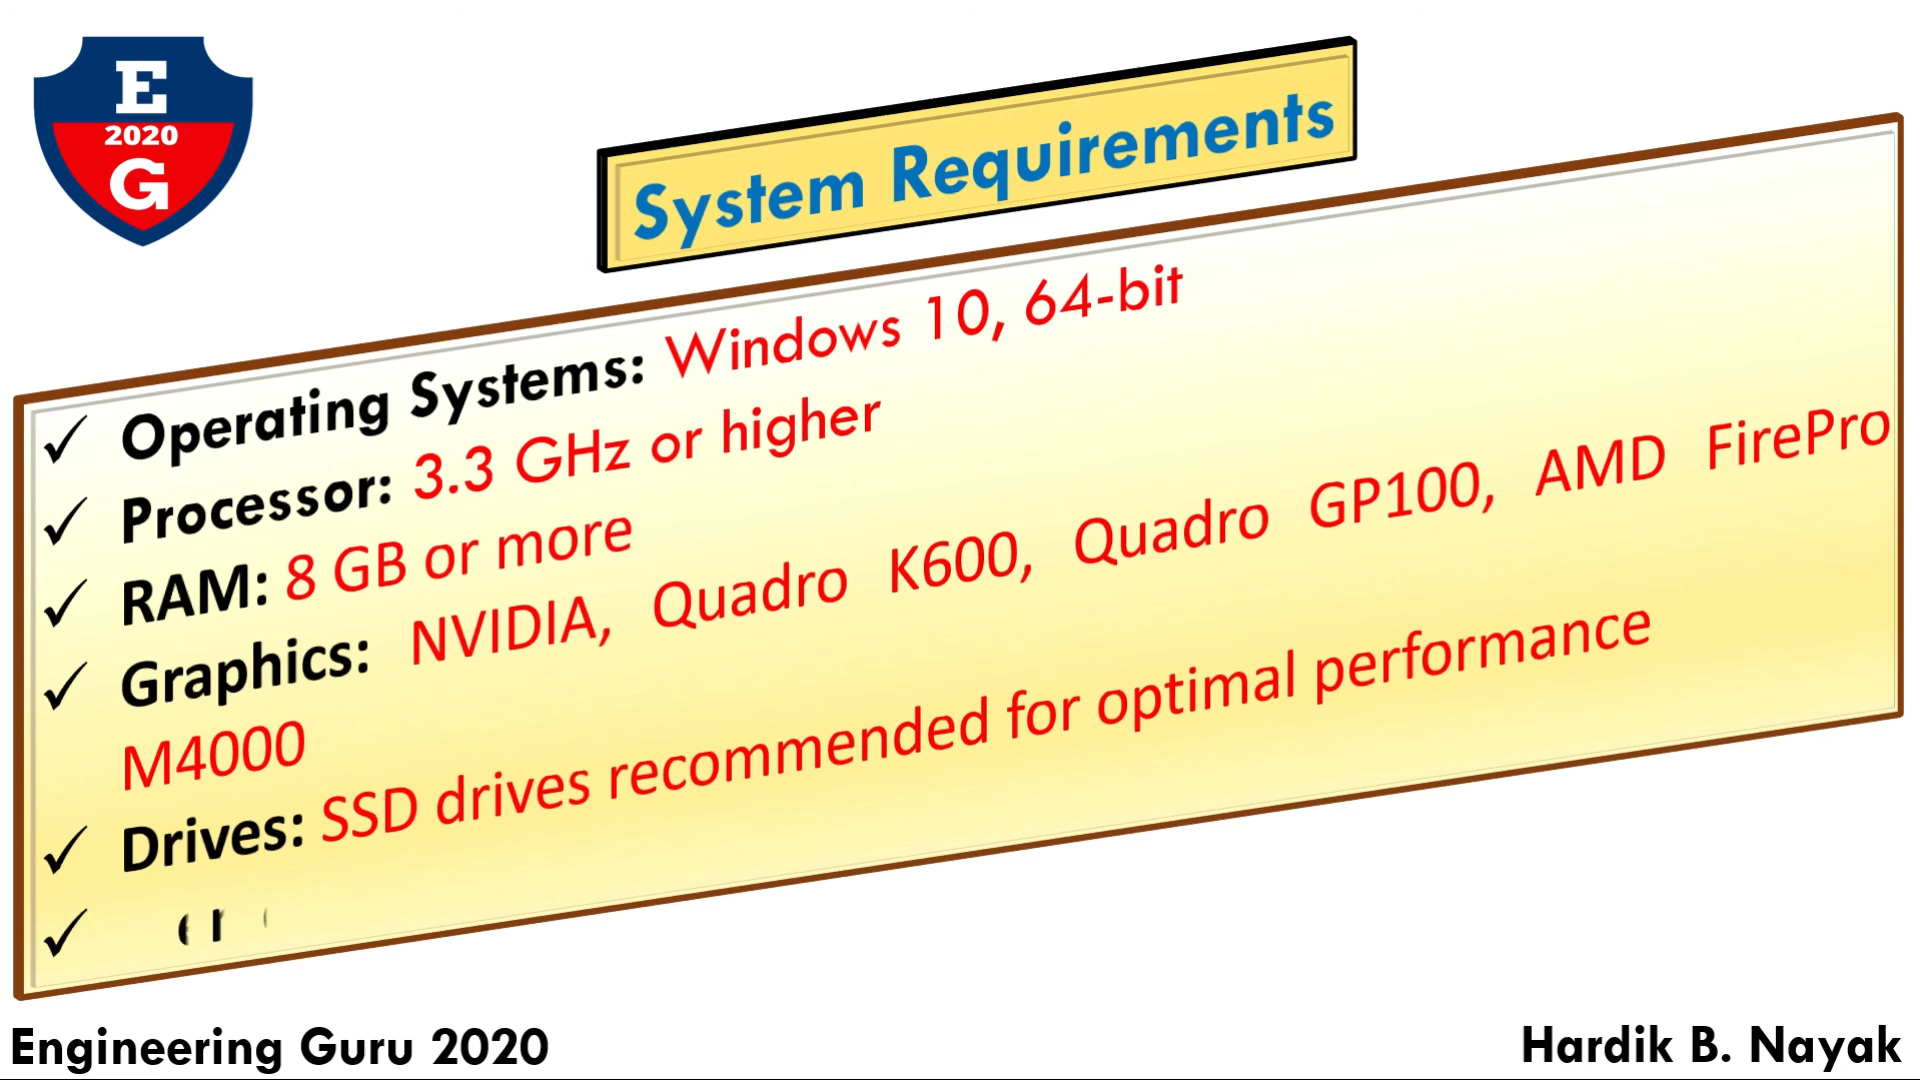 E
2020
G
System Requirements
✓ Operating Systems: Windows 10, 64-bit
✓ Processor: 3.3 GHz or higher
✓ RAM: 8 GB or more
✓ Graphics: NVIDIA, Quadro K600, Quadro GP100, AMD FirePro
M4000
✓ Drives: SSD drives recommended for optimal performance
✓
Engineering Guru 2020
Hardik B. Nayak